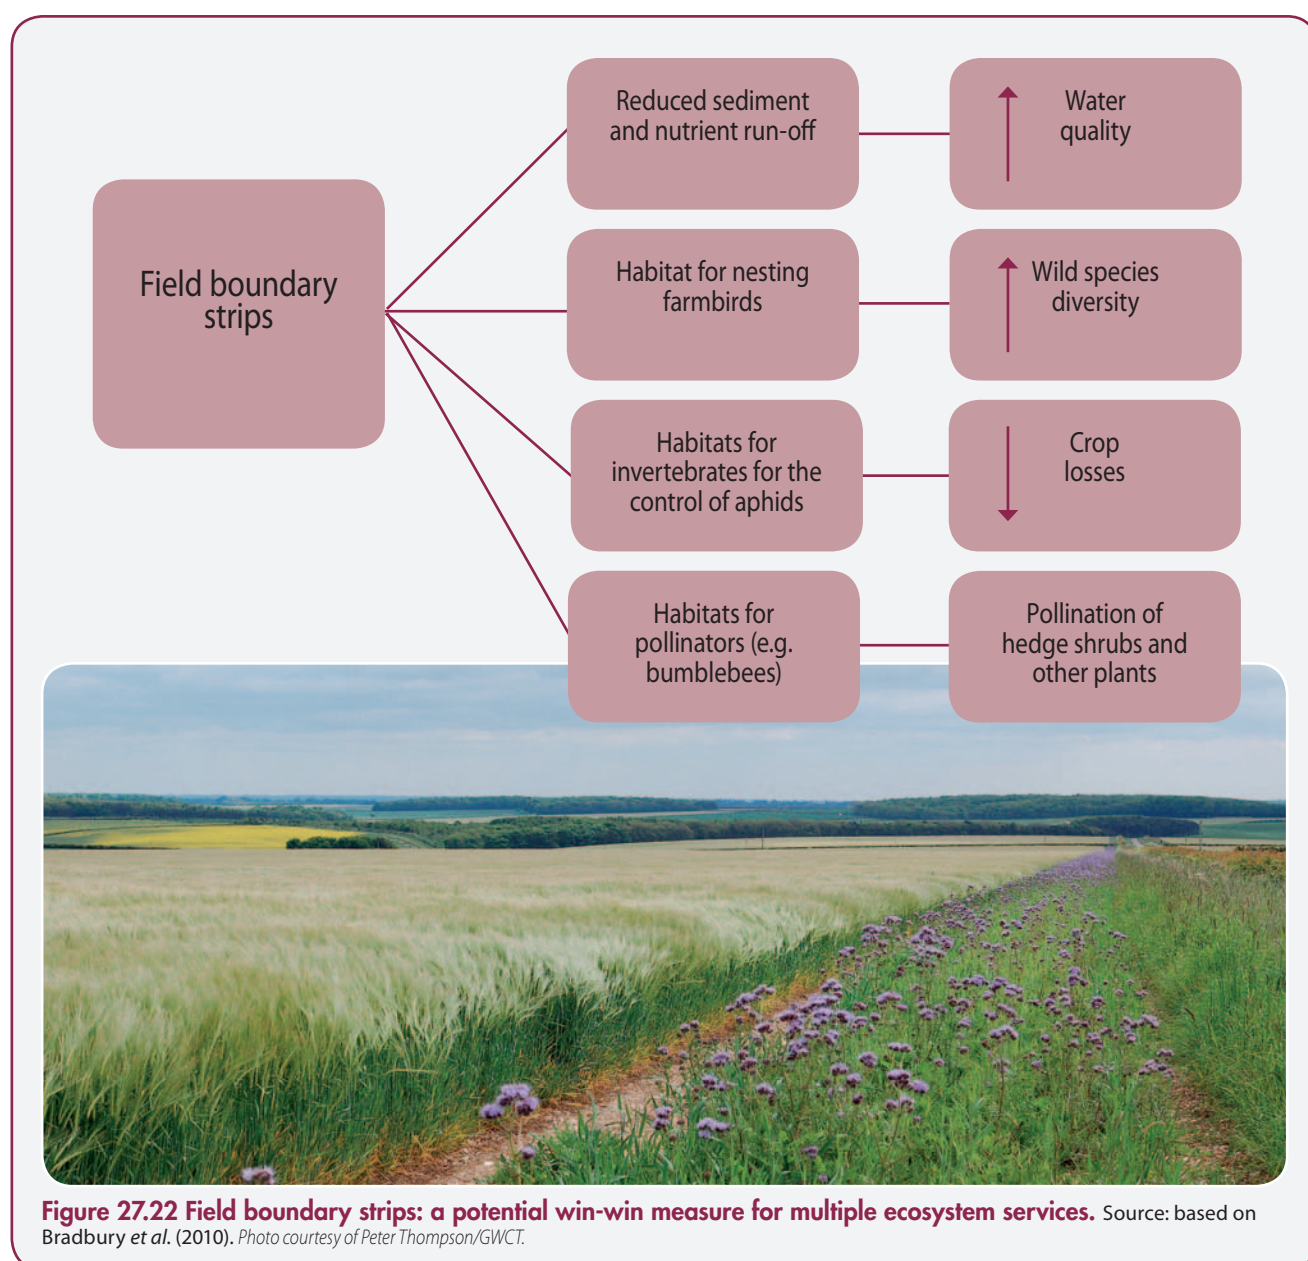 Field boundary
strips
Reduced sediment
and nutrient run-off
Water
quality
Habitat for nesting
farmbirds
Wild species
diversity
Habitats for
invertebrates for the
control of aphids
Crop
losses
Habitats for
pollinators (e.g.
bumblebees)
Pollination of
hedge shrubs and
other plants
Figure 27.22 Field boundary strips: a potential win-win measure for multiple ecosystem services. Source: based on
Bradbury et al. (2010). Photo courtesy of Peter Thompson/GWCT.